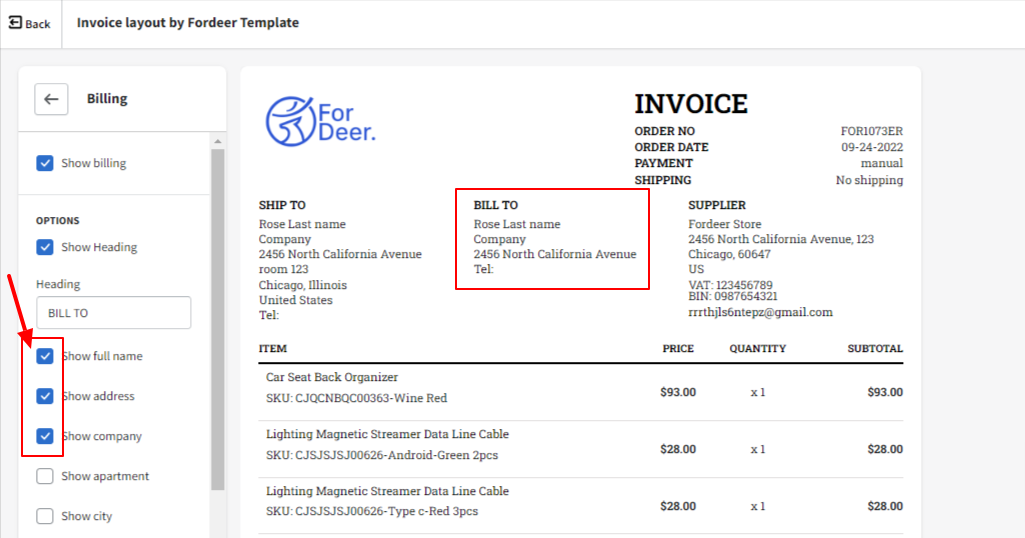 Back
Invoice layout by Fordeer Template
Billing
Show billing
OPTIONS
Show Heading
Heading
BILL TO
Show full name
Show address
Show company
Show apartment
Show city
For
Deer.
INVOICE
ORDER NO FOR1073ER
ORDER DATE 09-24-2022
PAYMENT manual
SHIPPING No shipping
SHIP TO
Rose Last name
Company
2456 North California Avenue
room 123
Chicago, Illinois
United States
Tel:
BILL TO
Rose Last name
Company
2456 North California Avenue
Tel:
SUPPLIER
Fordeer Store
2456 North California Avenue, 123
Chicago, 60647
US
VAT: 123456789
BIN: 0987654321
rrrthjls6ntepz@gmail.com
ITEM PRICE QUANTITY SUBTOTAL
Car Seat Back Organizer
SKU: CJQCNBQC00363-Wine Red
$93.00 x 1 $93.00
Lighting Magnetic Streamer Data Line Cable
SKU: CJSJSJSJ00626-Android-Green 2pcs
$28.00 x 1 $28.00
Lighting Magnetic Streamer Data Line Cable
SKU: CJSJSJSJ00626-Type c-Red 3pcs
$28.00 x 1 $28.00